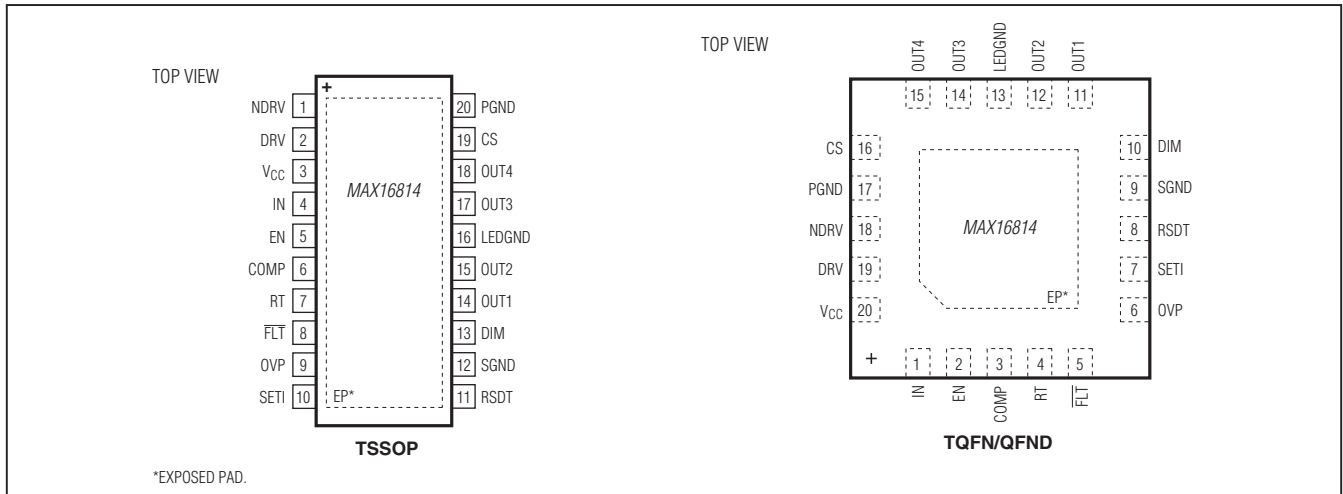 TOP VIEW
+
NDRV 1
DRV 2
VCC 3
IN 4
EN 5
COMP 6
RT 7
FLT 8
OVP 9
SETI 10
MAX16814
EP*
20 PGND
19 CS
18 OUT4
17 OUT3
16 LEDGND
15 OUT2
14 OUT1
13 DIM
12 SGND
11 RSDT
TSSOP
*EXPOSED PAD.
TOP VIEW
OUT4 OUT3 LEDGND OUT2 OUT1
15 14 13 12 11
CS 16
PGND 17
NDRV 18
DRV 19
VCC 20
MAX16814
EP*
10 DIM
9 SGND
8 RSDT
7 SETI
6 OVP
+
1 2 3 4 5
IN EN COMP RT FLT
TQFN/QFND